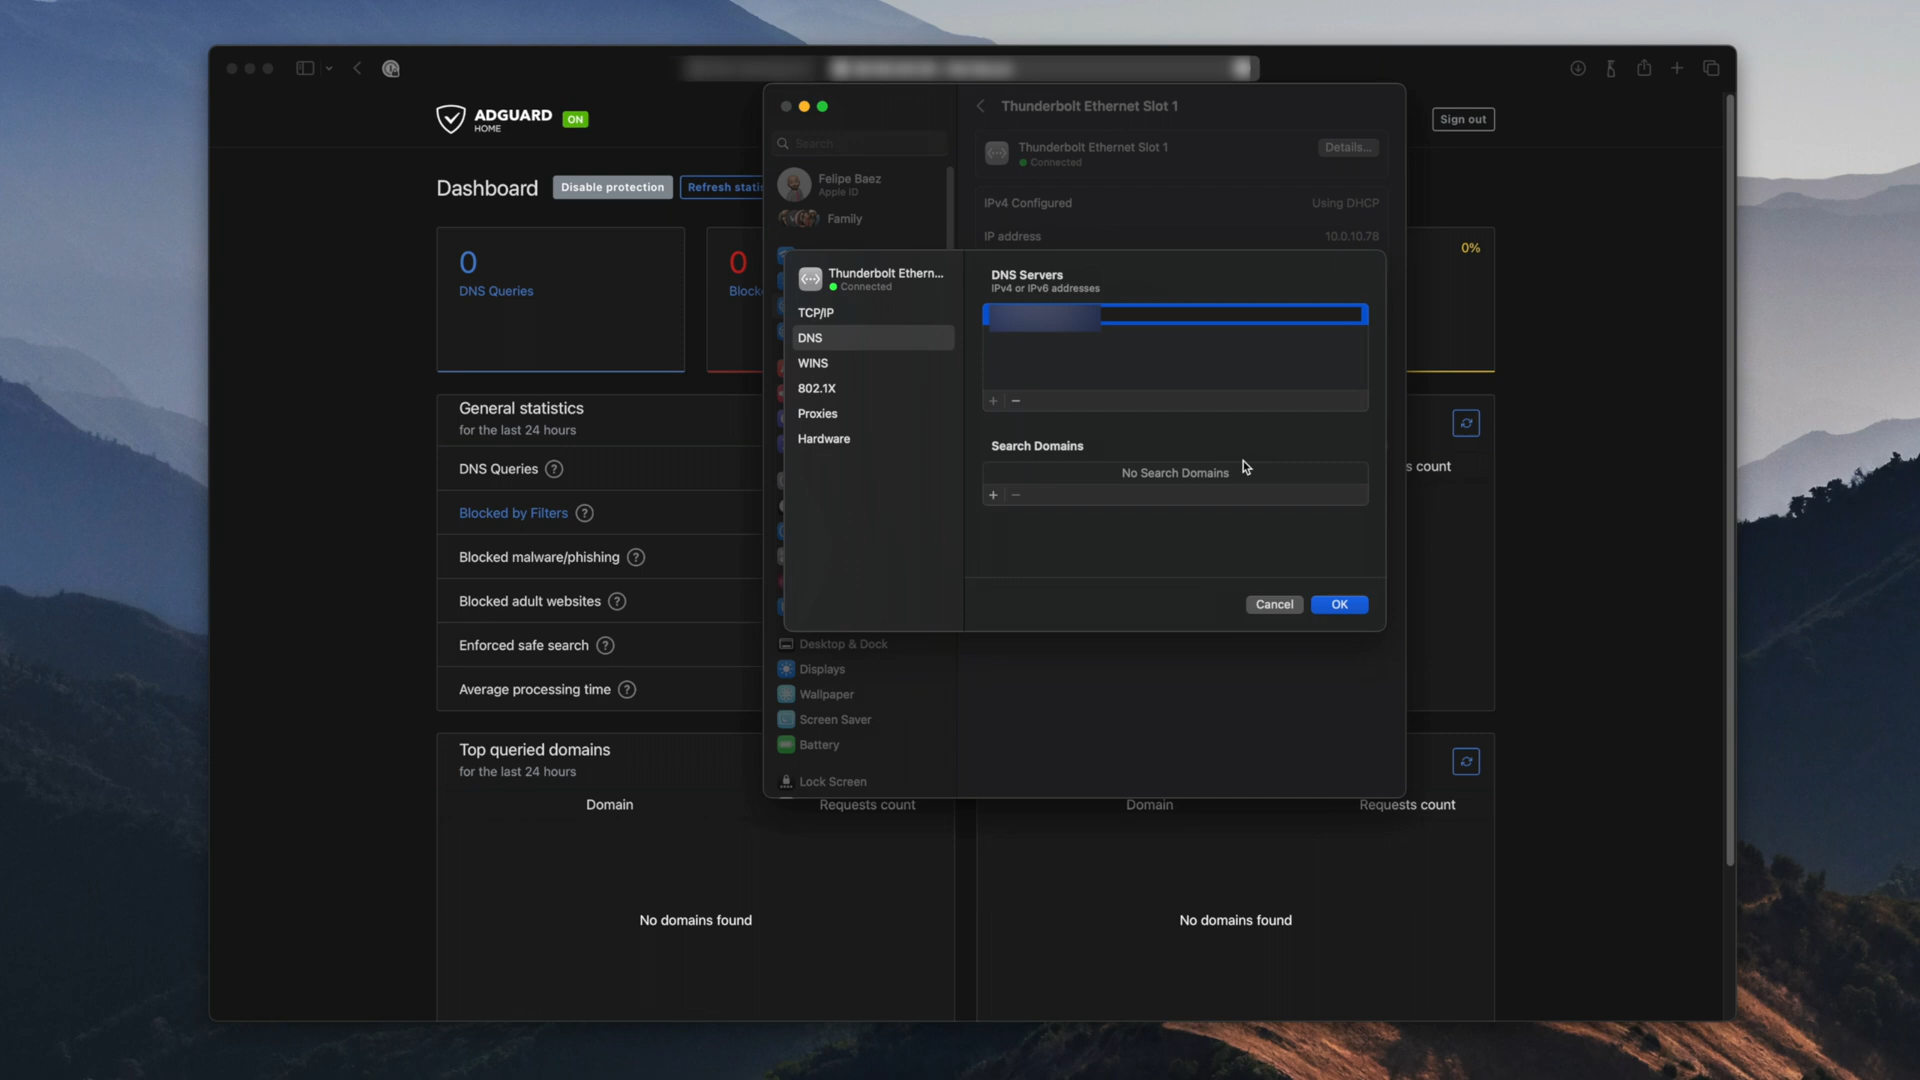 ADGUARD
HOME
ON
Sign out
Dashboard
Disable protection
Refresh statis
0
DNS Queries
0
Block
0%
General statistics
for the last 24 hours
DNS Queries
Blocked by Filters
Blocked malware/phishing
Blocked adult websites
Enforced safe search
Average processing time
s count
Top queried domains
for the last 24 hours
Domain
Requests count
No domains found
Domain
Requests count
No domains found
Search
Felipe Baez
Apple ID
Family
Desktop & Dock
Displays
Wallpaper
Screen Saver
Battery
Lock Screen
Thunderbolt Ethernet Slot 1
Thunderbolt Ethernet Slot 1
Connected
Details...
IPv4 Configured
Using DHCP
IP address
10.0.10.78
Thunderbolt Ethern...
Connected
TCP/IP
DNS
WINS
802.1X
Proxies
Hardware
DNS Servers
IPv4 or IPv6 addresses
Search Domains
No Search Domains
Cancel
OK